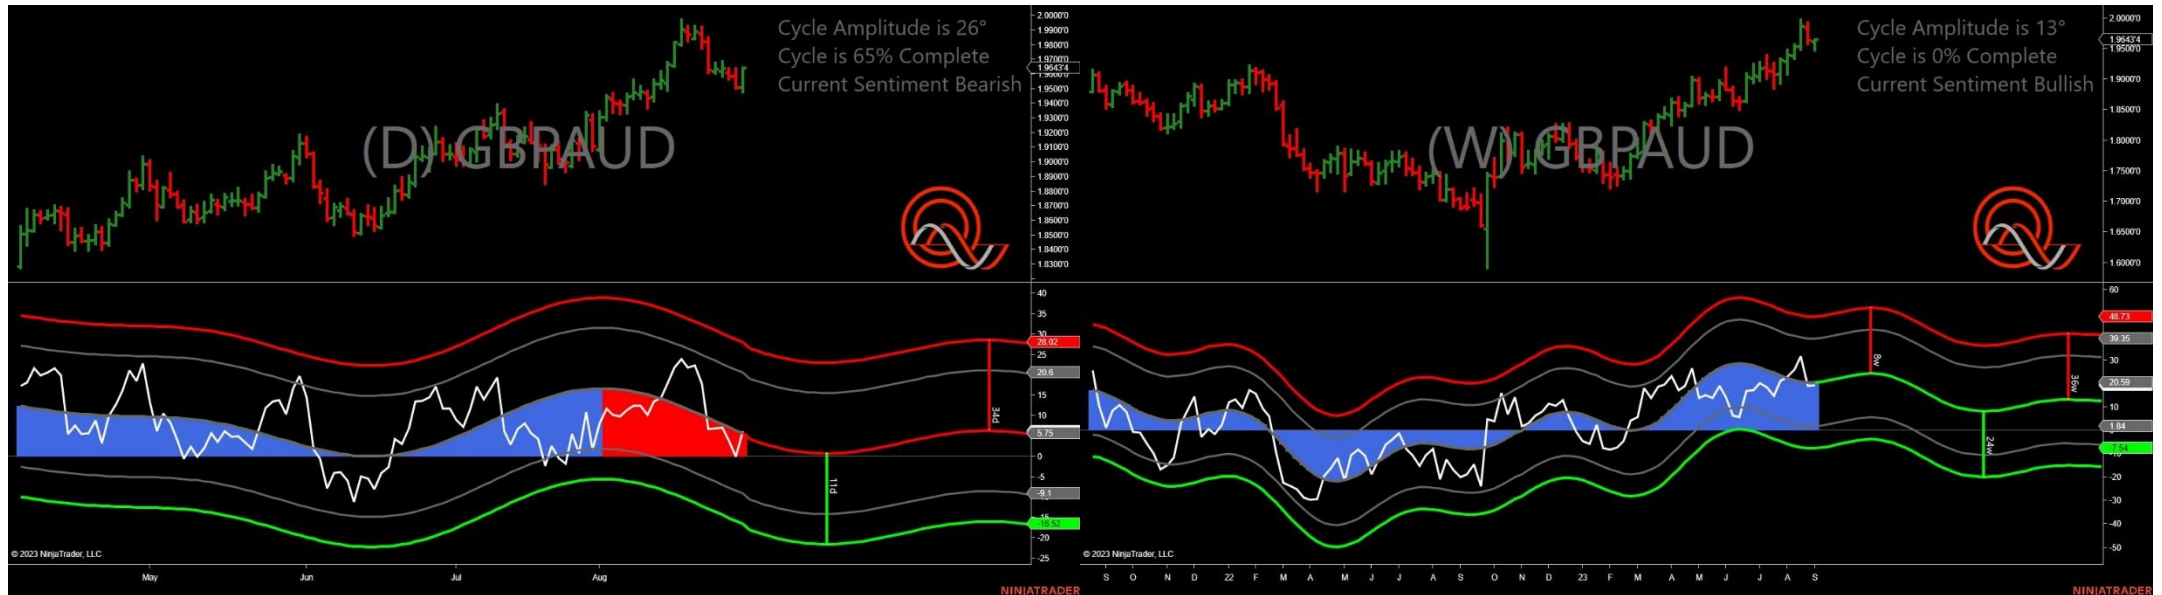 Cycle Amplitude is 26°
Cycle is 65% Complete
Current Sentiment Bearish
(D) GBPAUD
2.0000'0
1.9900'0
1.9800'0
1.9643'4
1.9600'0
1.9500'0
1.9400'0
1.9300'0
1.9200'0
1.9100'0
1.9000'0
1.8900'0
1.8800'0
1.8700'0
1.8600'0
1.8500'0
1.8400'0
1.8300'0
40
35
30
28.02
25
20.6
15
10
5.75
0
-5
-9.1
-15
-16.52
-20
-25
34d
11d
© 2023 NinjaTrader, LLC
May Jun Jul Aug
NINJATRADER
Cycle Amplitude is 13°
Cycle is 0% Complete
Current Sentiment Bullish
(W) GBPAUD
2.0000'0
1.9643'4
1.9500'0
1.9000'0
1.8500'0
1.8000'0
1.7500'0
1.7000'0
1.6500'0
1.6000'0
60
48.73
39.35
30
20.59
10
1.84
-7.54
-20
-30
-40
-50
8w
36w
24w
© 2023 NinjaTrader, LLC
S O N D 22 F M A M J J A S O N D 23 F M A M J J A S
NINJATRADER